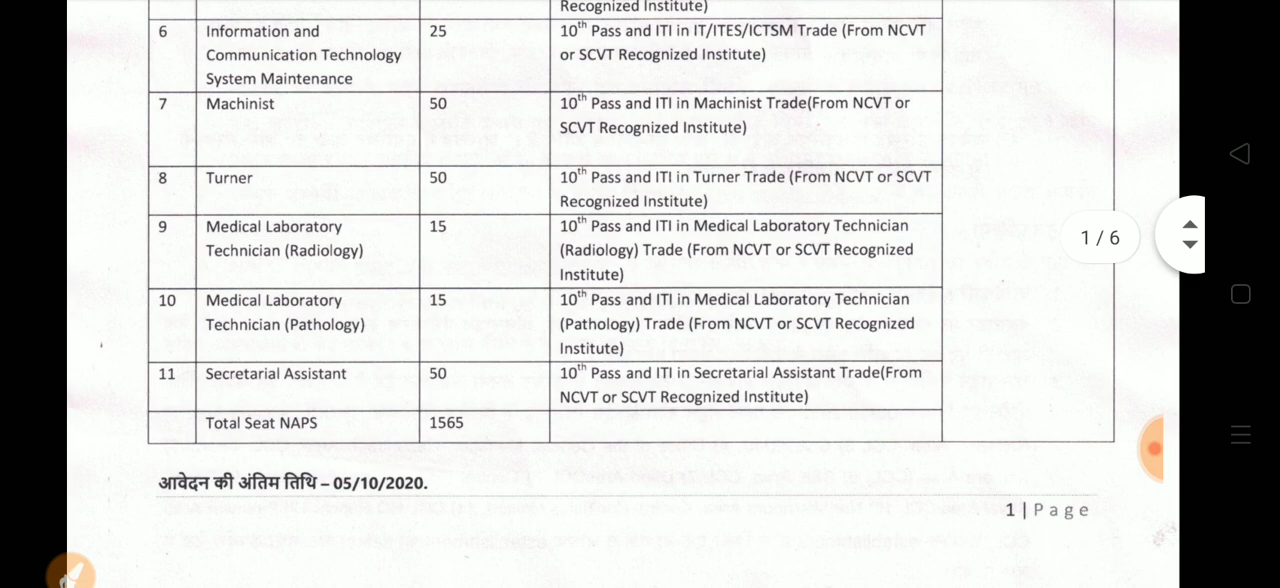 Recognized Institute)
6 Information and 25 10th Pass and ITI in IT/ITES/ICTSM Trade (From NCVT
Communication Technology or SCVT Recognized Institute)
System Maintenance
7 Machinist 50 10th Pass and ITI in Machinist Trade(From NCVT or
SCVT Recognized Institute)
8 Turner 50 10th Pass and ITI in Turner Trade (From NCVT or SCVT
Recognized Institute)
9 Medical Laboratory 15 10th Pass and ITI in Medical Laboratory Technician
Technician (Radiology) (Radiology) Trade (From NCVT or SCVT Recognized
Institute)
10 Medical Laboratory 15 10th Pass and ITI in Medical Laboratory Technician
Technician (Pathology) (Pathology) Trade (From NCVT or SCVT Recognized
Institute)
11 Secretarial Assistant 50 10th Pass and ITI in Secretarial Assistant Trade(From
NCVT or SCVT Recognized Institute)
Total Seat NAPS 1565
आवेदन की अंतिम तिथि – 05/10/2020.
1 | Page
1 / 6